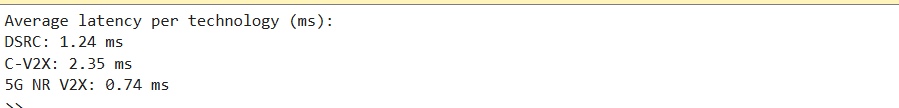 Average latency per technology (ms):
DSRC: 1.24 ms
C-V2X: 2.35 ms
5G NR V2X: 0.74 ms
>>